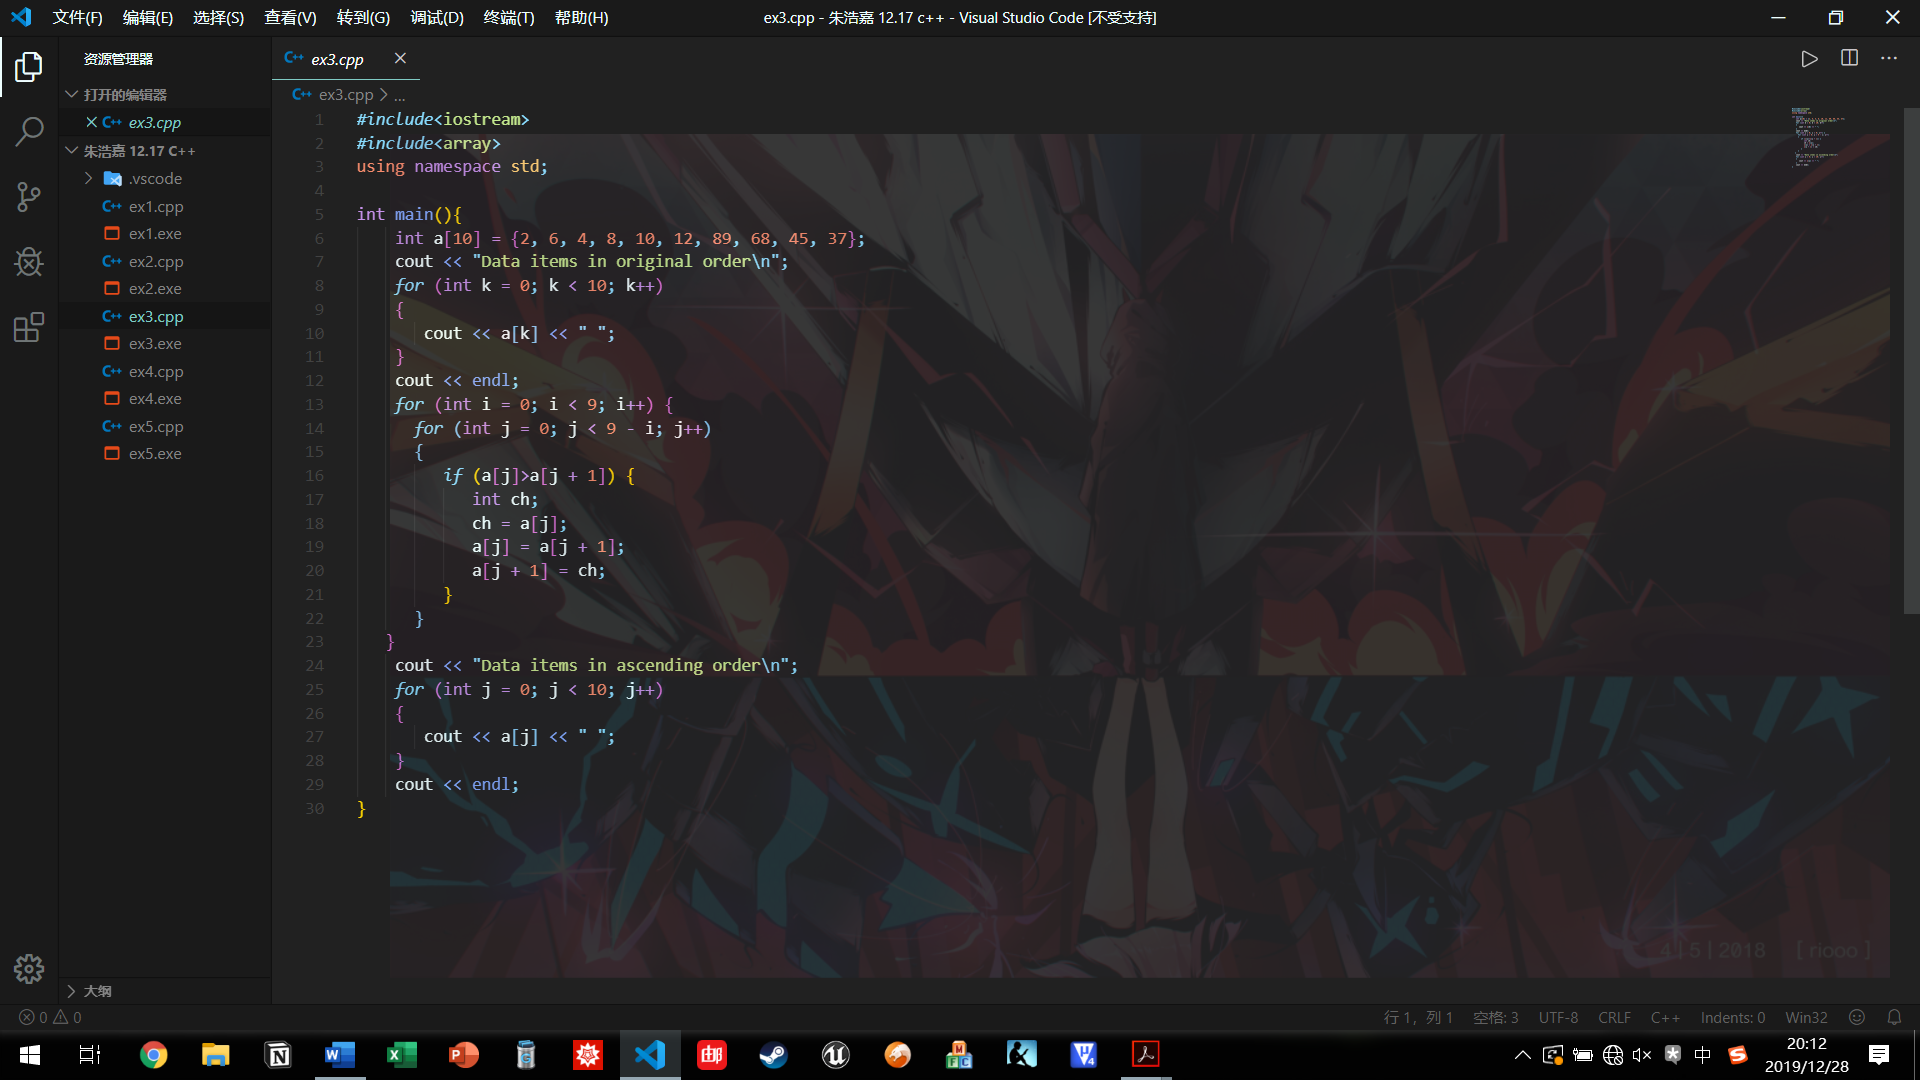 文件(F) 编辑(E) 选择(S) 查看(V) 转到(G) 调试(D) 终端(T) 帮助(H) ex3.cpp - 朱浩嘉 12.17 c++ - Visual Studio Code [不受支持]
资源管理器
打开的编辑器
ex3.cpp
朱浩嘉 12.17 C++
.vscode
ex1.cpp
ex1.exe
ex2.cpp
ex2.exe
ex3.cpp
ex3.exe
ex4.cpp
ex4.exe
ex5.cpp
ex5.exe
大纲
ex3.cpp
ex3.cpp > ...
1 #include<iostream>
2 #include<array>
3 using namespace std;
4
5 int main(){
6 int a[10] = {2, 6, 4, 8, 10, 12, 89, 68, 45, 37};
7 cout << "Data items in original order\n";
8 for (int k = 0; k < 10; k++)
9 {
10 cout << a[k] << " ";
11 }
12 cout << endl;
13 for (int i = 0; i < 9; i++) {
14 for (int j = 0; j < 9 - i; j++)
15 {
16 if (a[j]>a[j + 1]) {
17 int ch;
18 ch = a[j];
19 a[j] = a[j + 1];
20 a[j + 1] = ch;
21 }
22 }
23 }
24 cout << "Data items in ascending order\n";
25 for (int j = 0; j < 10; j++)
26 {
27 cout << a[j] << " ";
28 }
29 cout << endl;
30 }
4 | 5 | 2018 [ riooo ]
0 0 行 1，列 1 空格: 3 UTF-8 CRLF C++ Indents: 0 Win32
中 20:12
2019/12/28